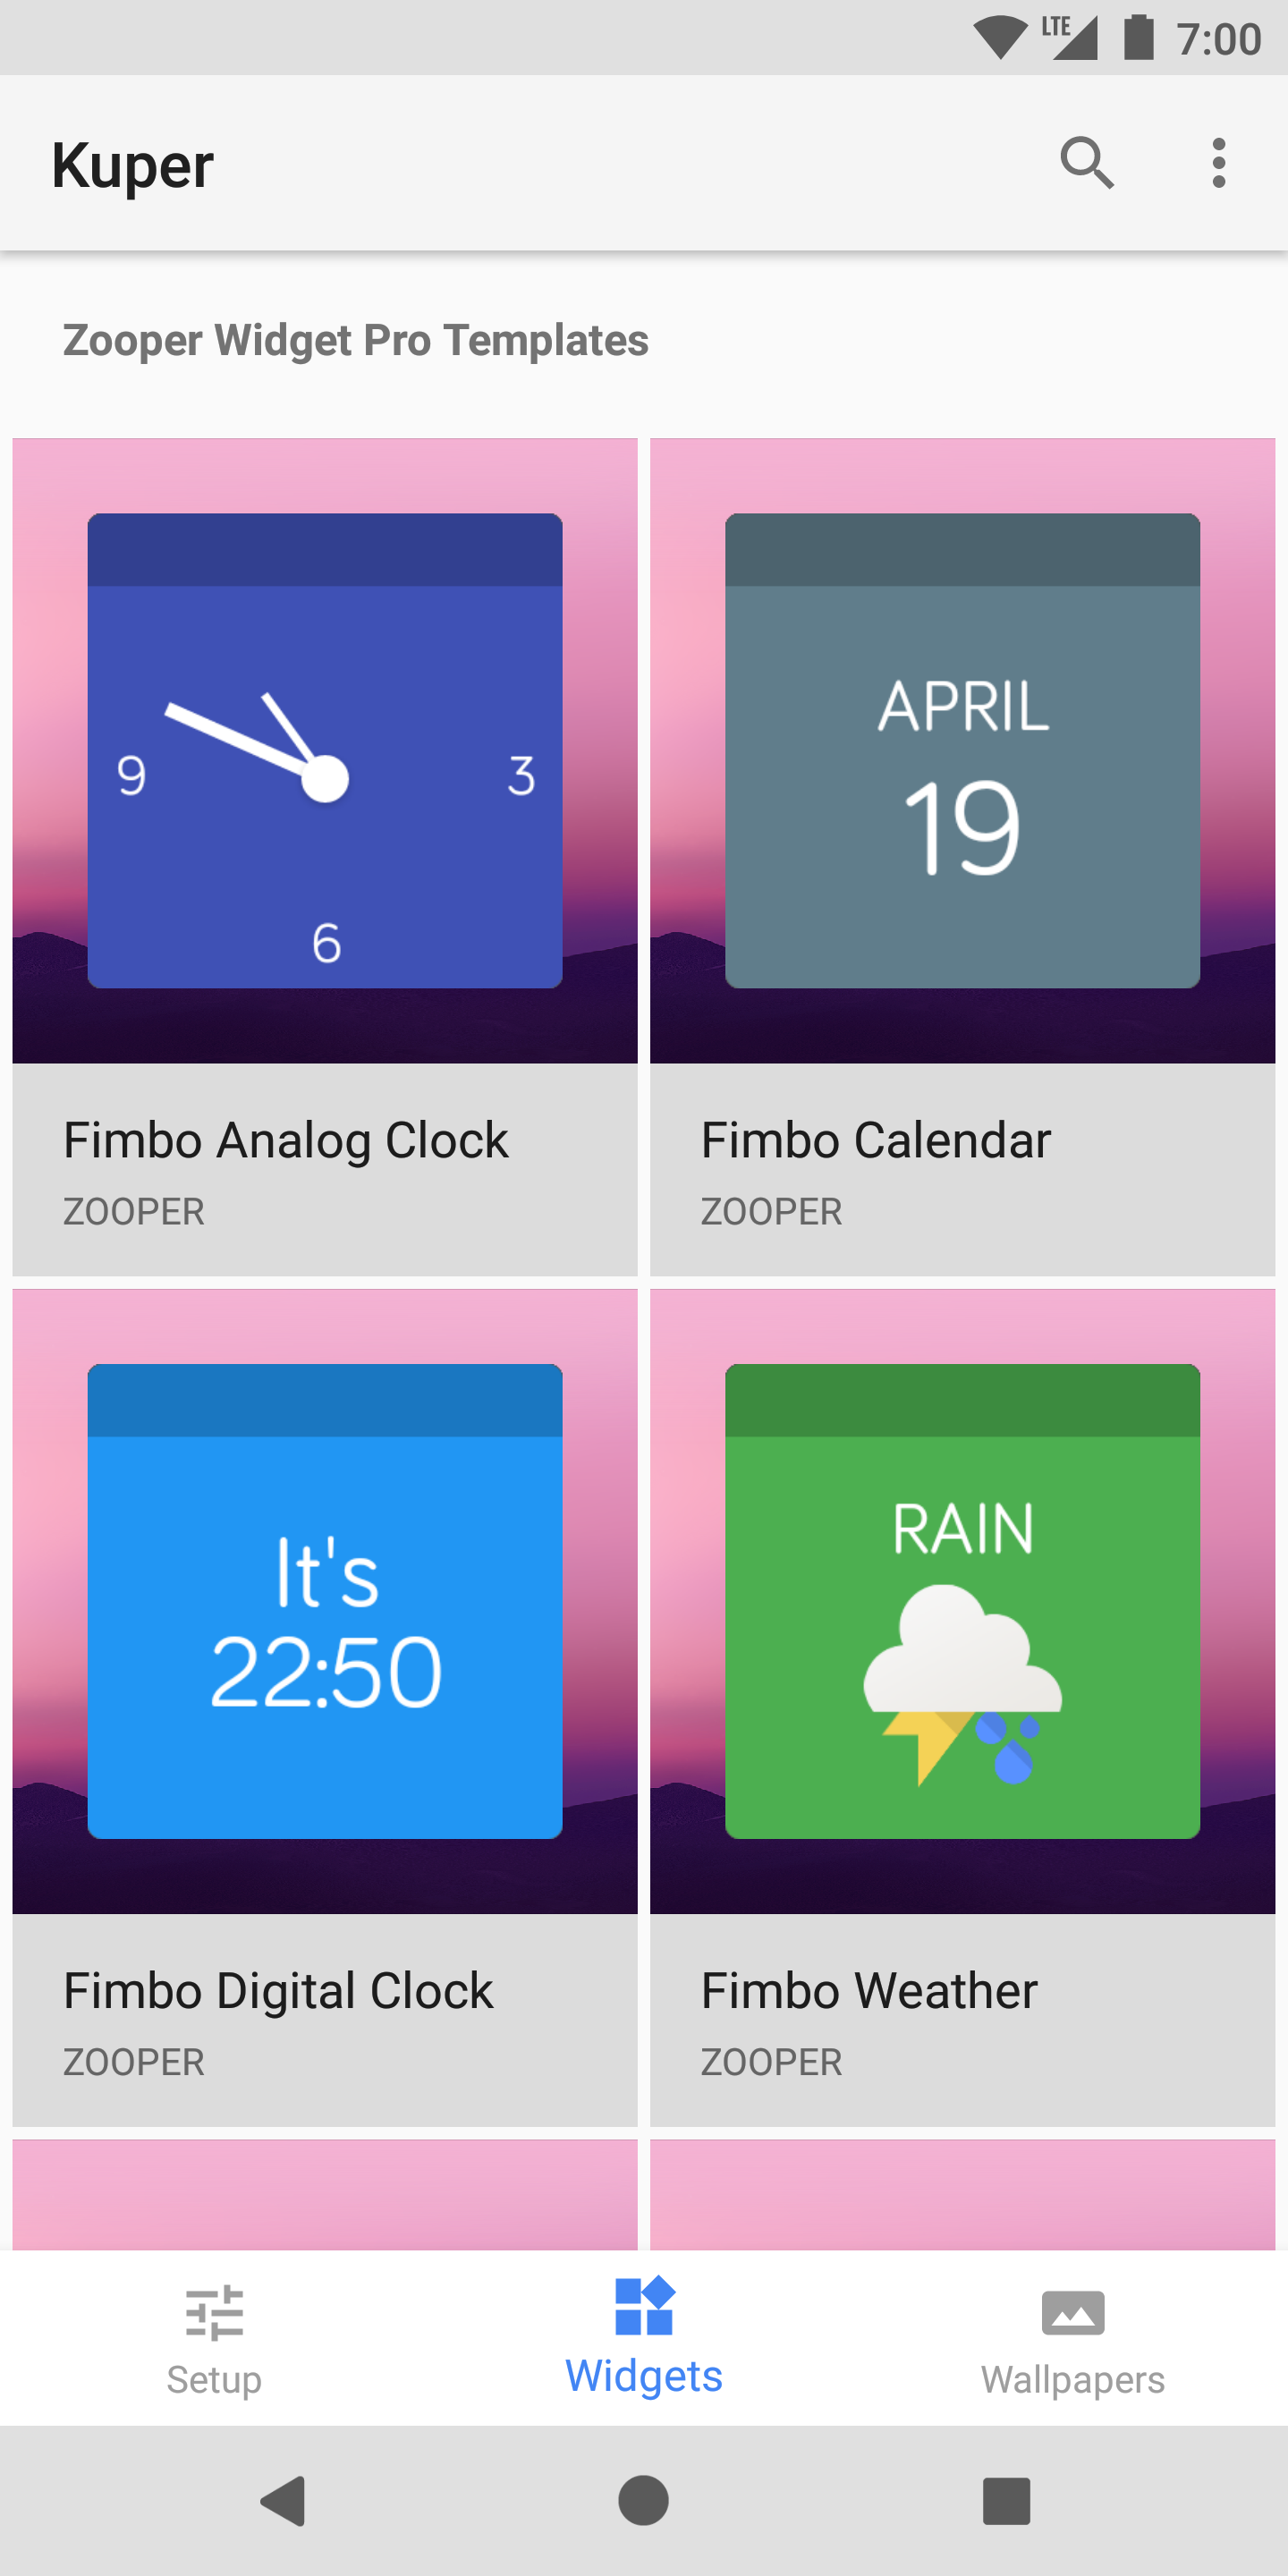 LTE 7:00
Kuper
Zooper Widget Pro Templates
9 3
6
APRIL
19
Fimbo Analog Clock
ZOOPER
Fimbo Calendar
ZOOPER
It's
22:50
RAIN
Fimbo Digital Clock
ZOOPER
Fimbo Weather
ZOOPER
Setup
Widgets
Wallpapers